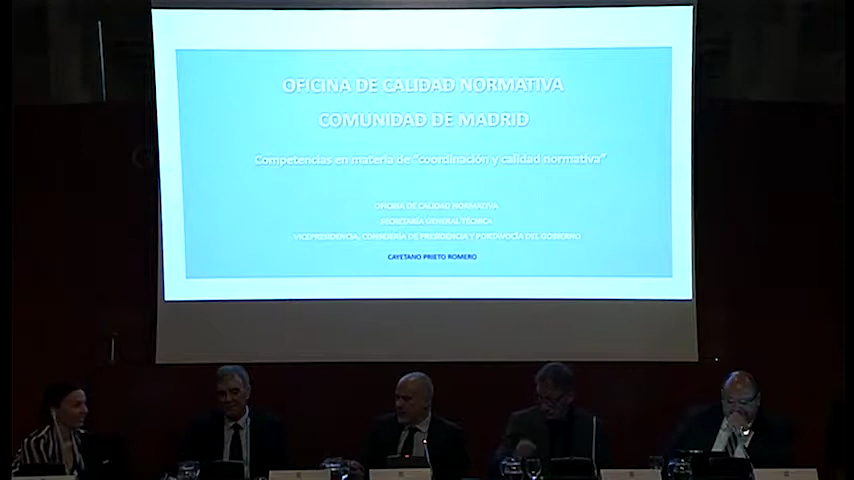 OFICINA DE CALIDAD NORMATIVA
COMUNIDAD DE MADRID
Competencias en materia de "coordinación y calidad normativa"
OFICINA DE CALIDAD NORMATIVA
SECRETARÍA GENERAL TÉCNICA
VICEPRESIDENCIA, CONSEJERÍA DE PRESIDENCIA Y PORTAVOCÍA DEL GOBIERNO
CAYETANO PRIETO ROMERO